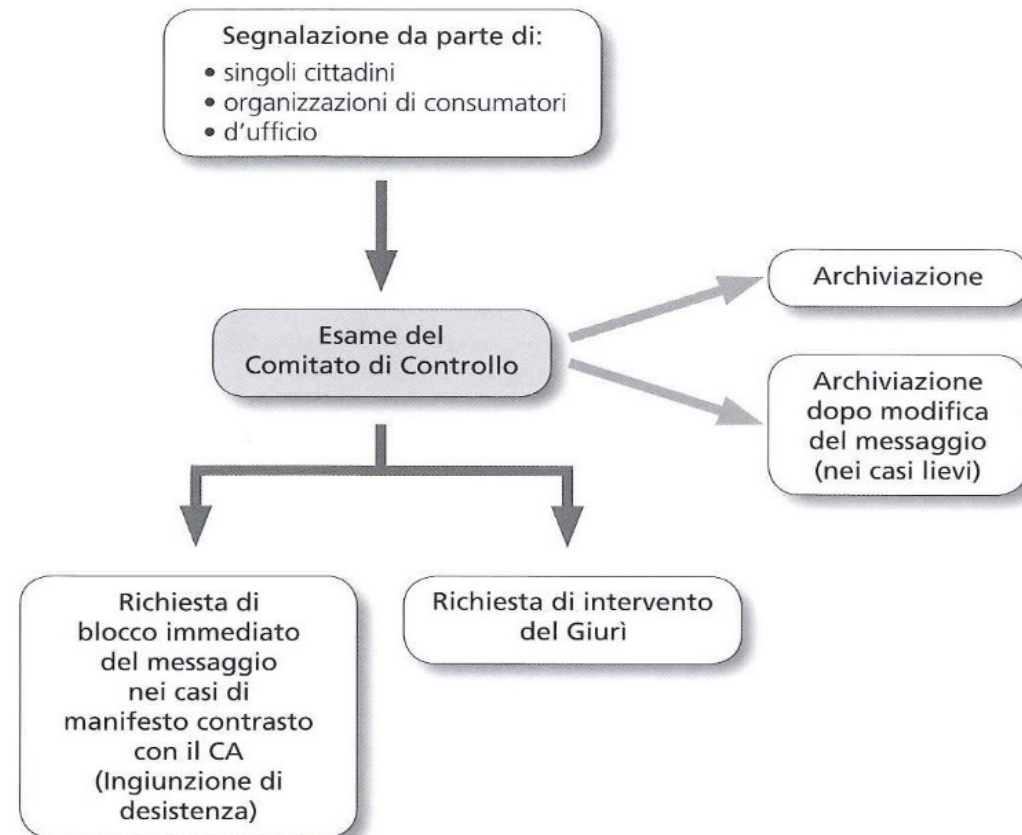 Segnalazione da parte di:
• singoli cittadini
• organizzazioni di consumatori
• d'ufficio
Esame del
Comitato di Controllo
Archiviazione
Archiviazione
dopo modifica
del messaggio
(nei casi lievi)
Richiesta di
blocco immediato
del messaggio
nei casi di
manifesto contrasto
con il CA
(Ingiunzione di
desistenza)
Richiesta di intervento
del Giurì